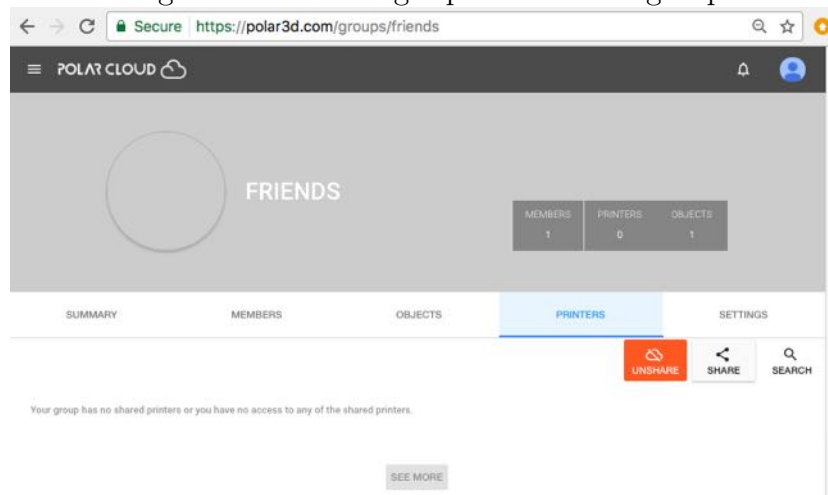 Secure https://polar3d.com/groups/friends
POLAR CLOUD
FRIENDS
MEMBERS PRINTERS OBJECTS
1 0 1
SUMMARY MEMBERS OBJECTS PRINTERS SETTINGS
UNSHARE SHARE SEARCH
Your group has no shared printers or you have no access to any of the shared printers.
SEE MORE